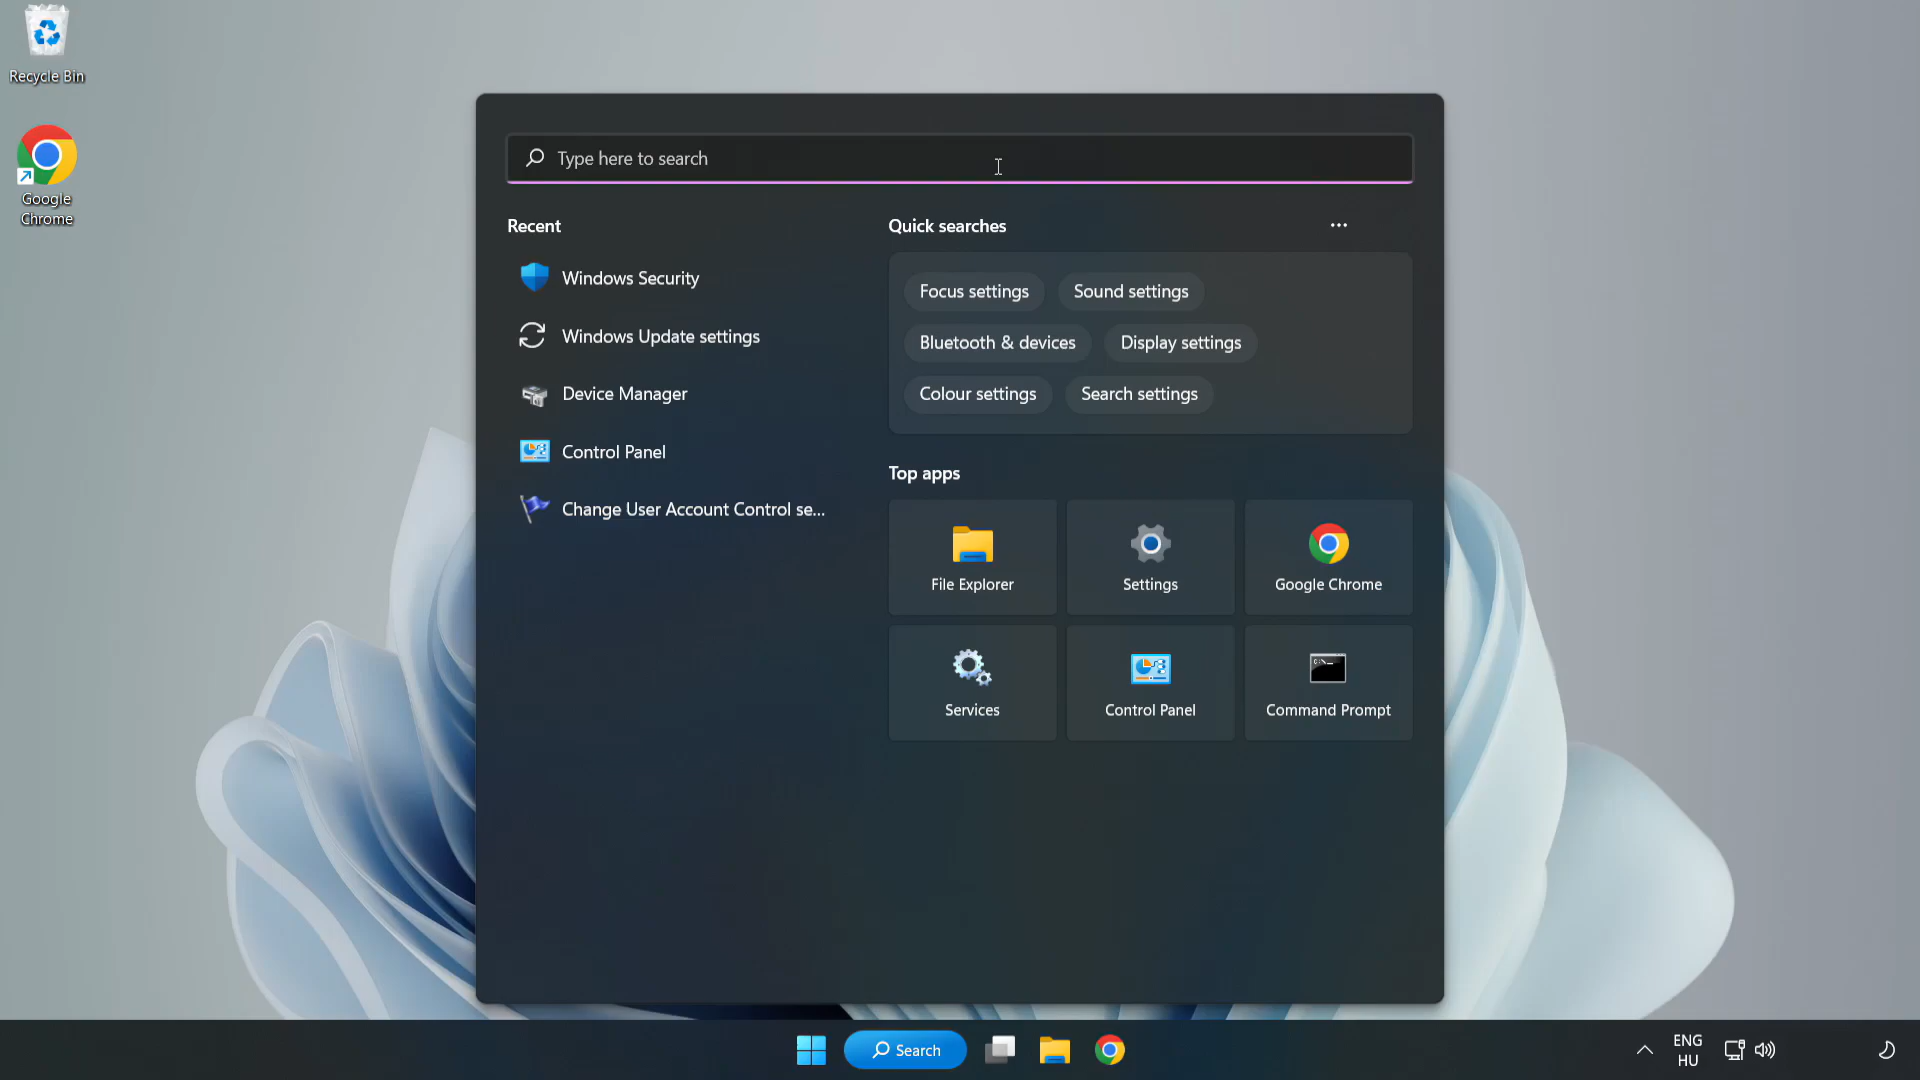 Recycle Bin
Google
Chrome
Type here to search
Recent
Windows Security
Windows Update settings
Device Manager
Control Panel
Change User Account Control se...
Quick searches
Focus settings
Sound settings
Bluetooth & devices
Display settings
Colour settings
Search settings
Top apps
File Explorer
Settings
Google Chrome
Services
Control Panel
Command Prompt
Search
ENG
HU